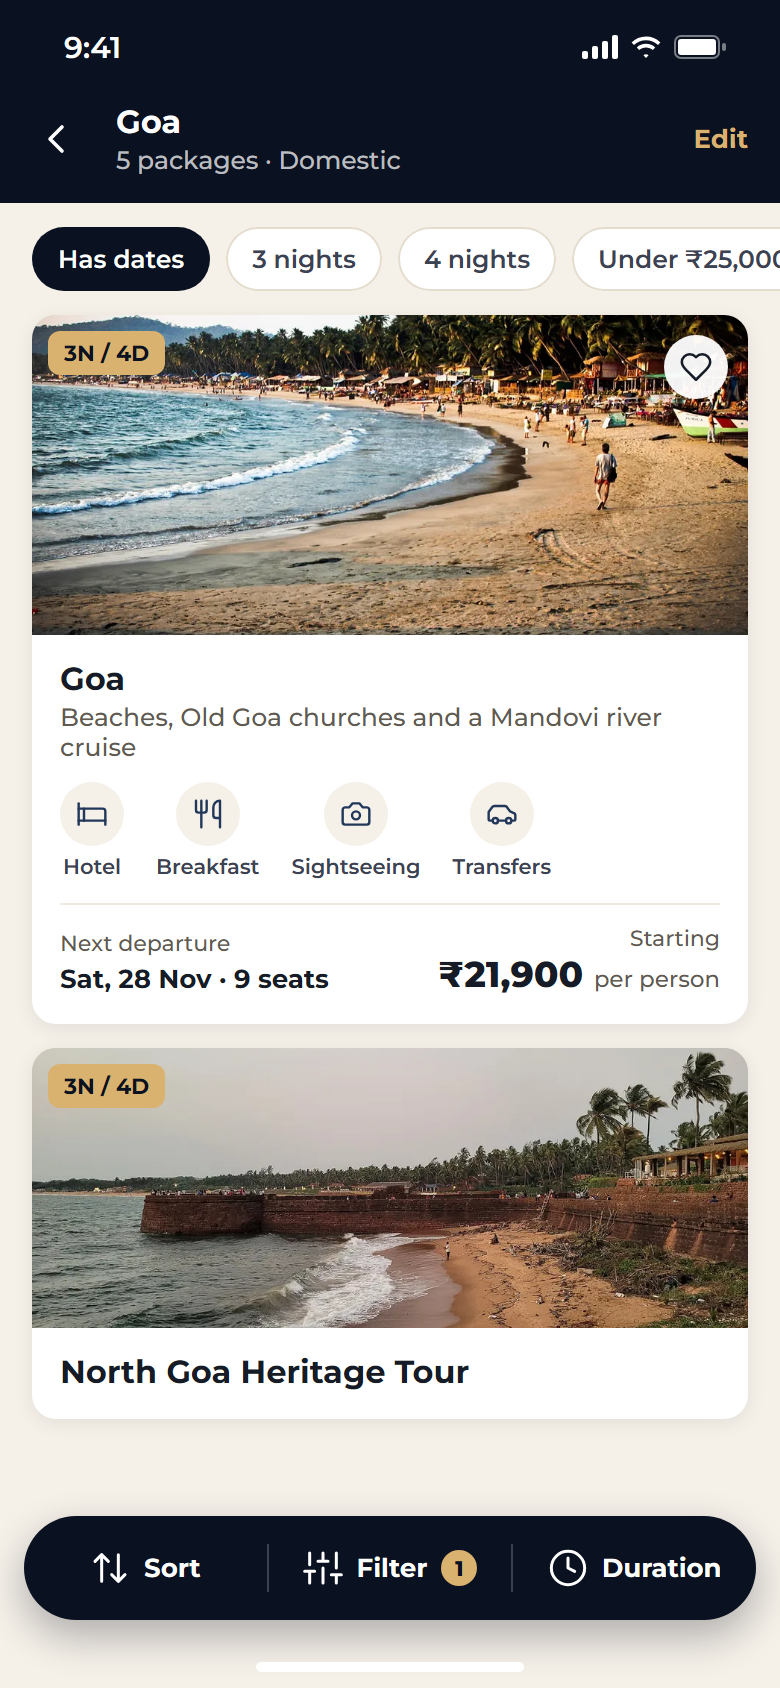 9:41
Goa
5 packages · Domestic
Edit
Has dates
3 nights
4 nights
Under ₹25,000
3N / 4D
Goa
Beaches, Old Goa churches and a Mandovi river
cruise
Hotel
Breakfast
Sightseeing
Transfers
Next departure
Starting
Sat, 28 Nov · 9 seats
₹21,900 per person
3N / 4D
North Goa Heritage Tour
Sort
Filter 1
Duration